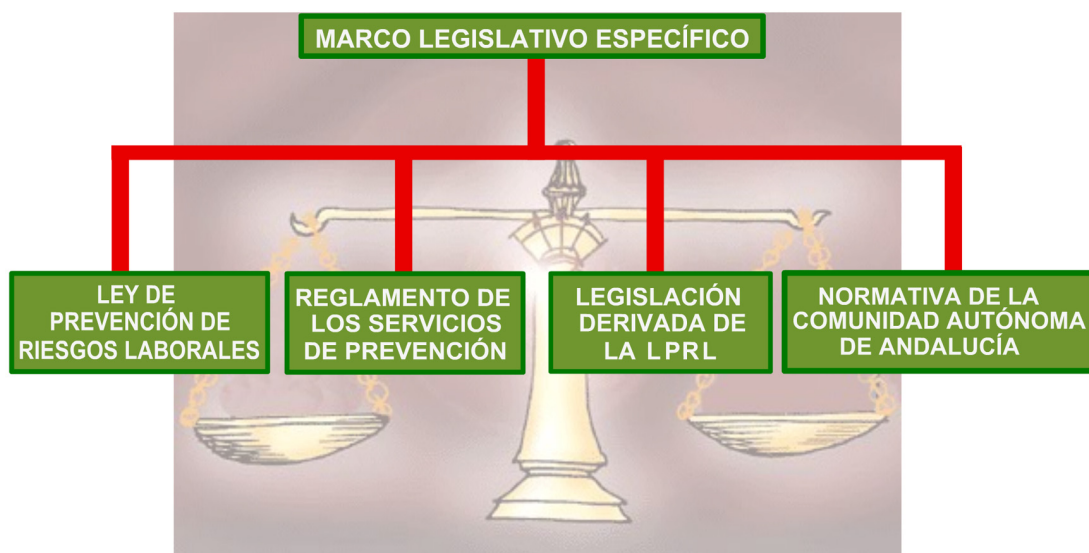 MARCO LEGISLATIVO ESPECÍFICO
LEY DE
PREVENCIÓN DE
RIESGOS LABORALES
REGLAMENTO DE
LOS SERVICIOS
DE PREVENCIÓN
LEGISLACIÓN
DERIVADA DE
LA LPRL
NORMATIVA DE LA
COMUNIDAD AUTÓNOMA
DE ANDALUCÍA